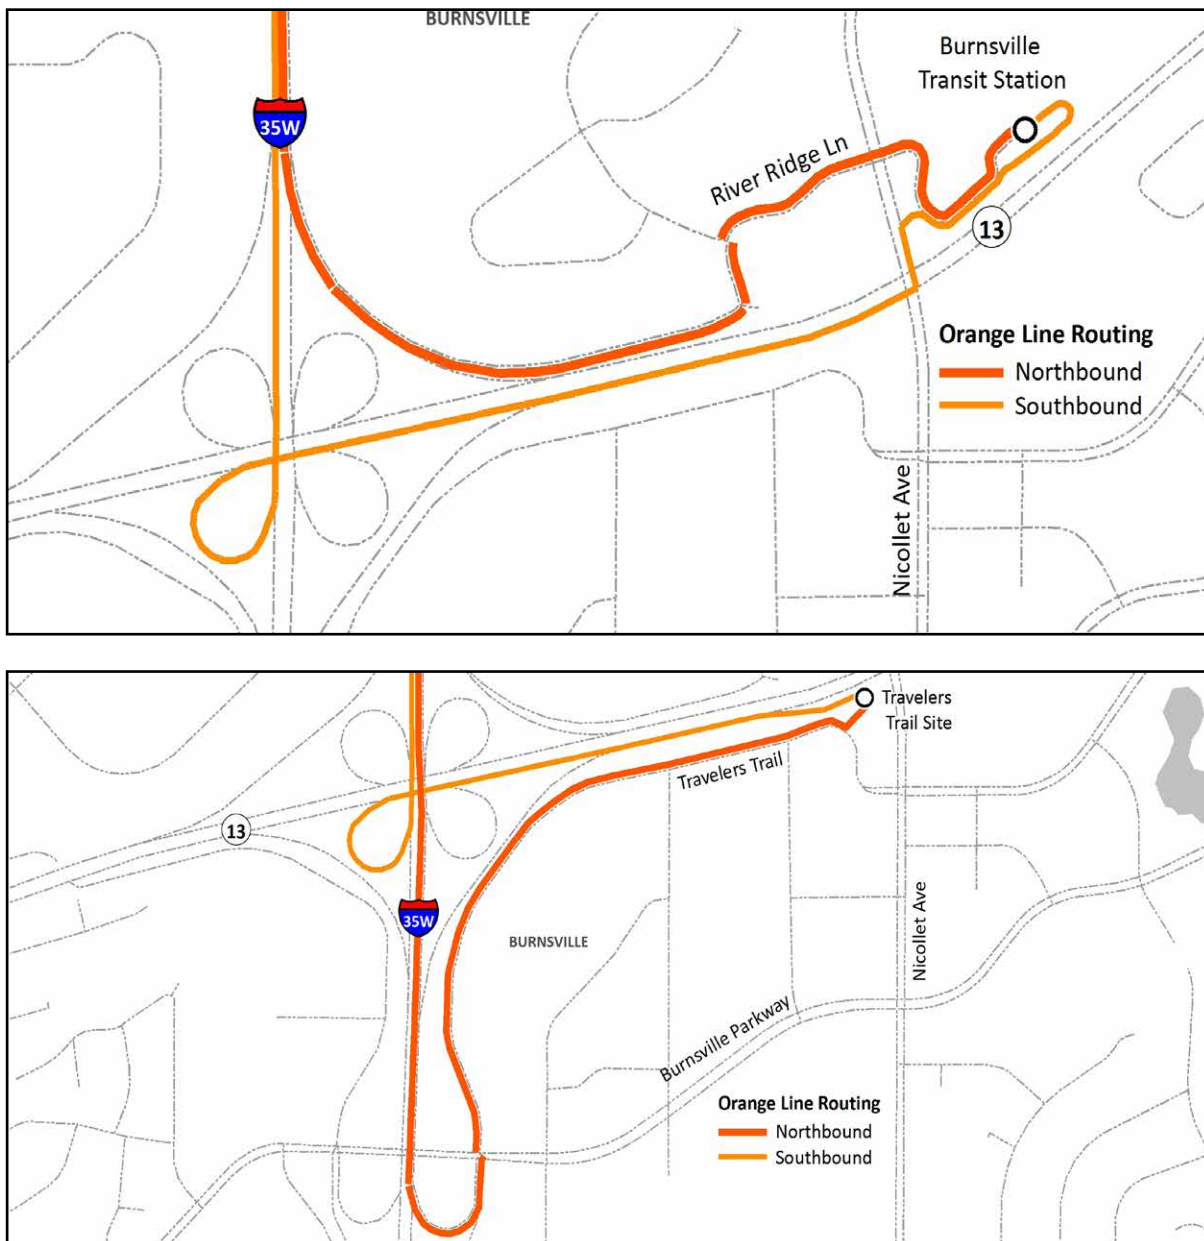 BURNSVILLE
Burnsville
Transit Station
35W
River Ridge Ln
13
Orange Line Routing
Northbound
Southbound
Nicollet Ave
Travelers
Trail Site
Travelers Trail
13
35W
BURNSVILLE
Nicollet Ave
Burnsville Parkway
Orange Line Routing
Northbound
Southbound